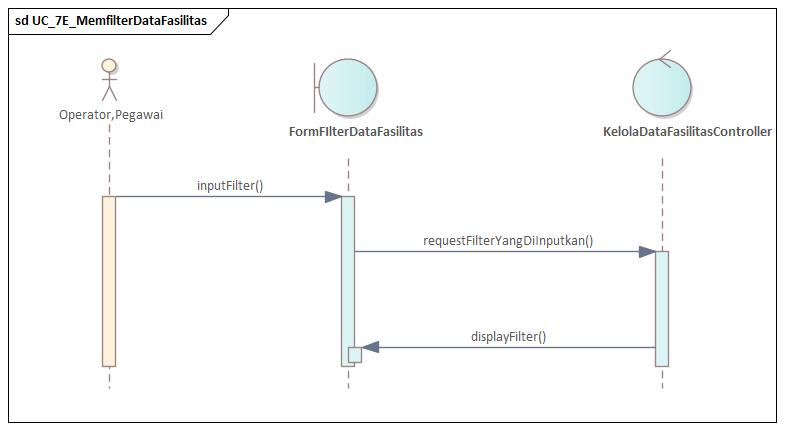 sd UC_7E_MemfilterDataFasilitas
Operator,Pegawai
FormFIlterDataFasilitas
KelolaDataFasilitasController
inputFilter()
requestFilterYangDiInputkan()
displayFilter()